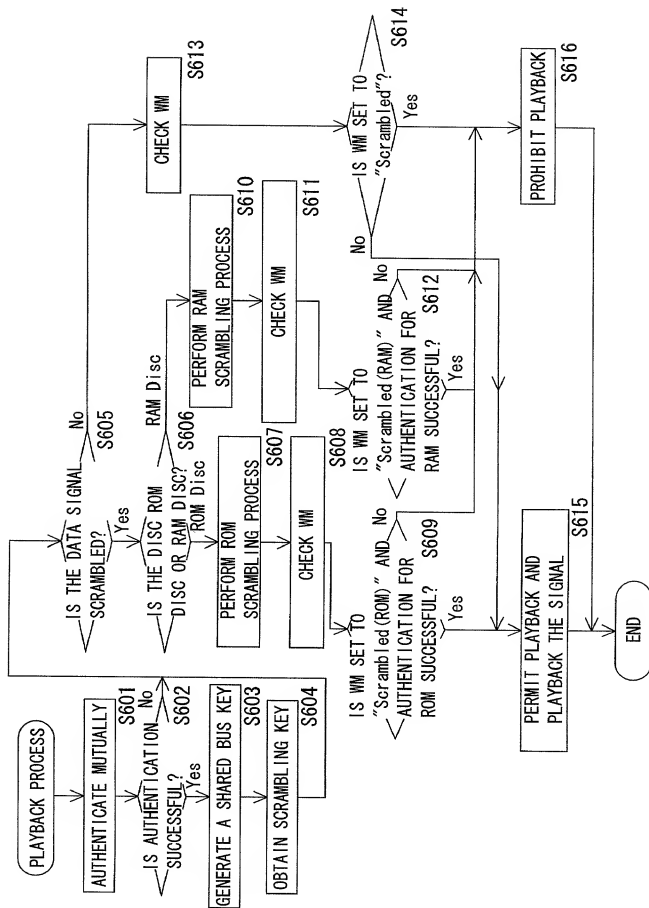 PLAYBACK PROCESS
AUTHENTICATE MUTUALLY
S601
IS AUTHENTICATION
SUCCESSFUL?
No
S602
Yes
GENERATE A SHARED BUS KEY
S603
OBTAIN SCRAMBLING KEY
S604
IS THE DATA SIGNAL
SCRAMBLED?
No
S605
Yes
IS THE DISC ROM
DISC OR RAM DISC?
S606
RAM Disc
ROM Disc
PERFORM ROM
SCRAMBLING PROCESS
S607
CHECK WM
S608
IS WM SET TO
"Scrambled(ROM)" AND
AUTHENTICATION FOR
ROM SUCCESSFUL?
No
S609
Yes
PERFORM RAM
SCRAMBLING PROCESS
S610
CHECK WM
S611
IS WM SET TO
"Scrambled(RAM)" AND
AUTHENTICATION FOR
RAM SUCCESSFUL?
No
S612
Yes
CHECK WM
S613
IS WM SET TO
"Scrambled"?
S614
No
Yes
PERMIT PLAYBACK AND
PLAYBACK THE SIGNAL
S615
PROHIBIT PLAYBACK
S616
END